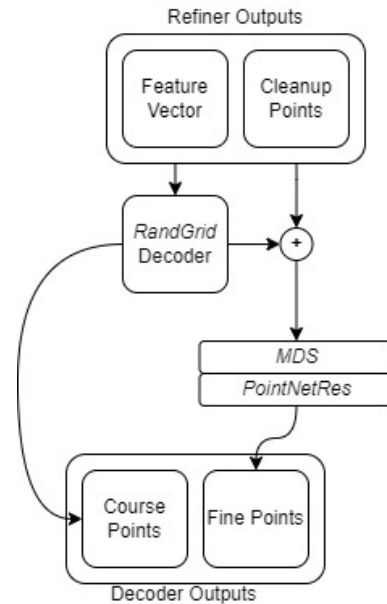 Refiner Outputs
Feature
Vector
Cleanup
Points
RandGrid
Decoder
+
MDS
PointNetRes
Course
Points
Fine Points
Decoder Outputs